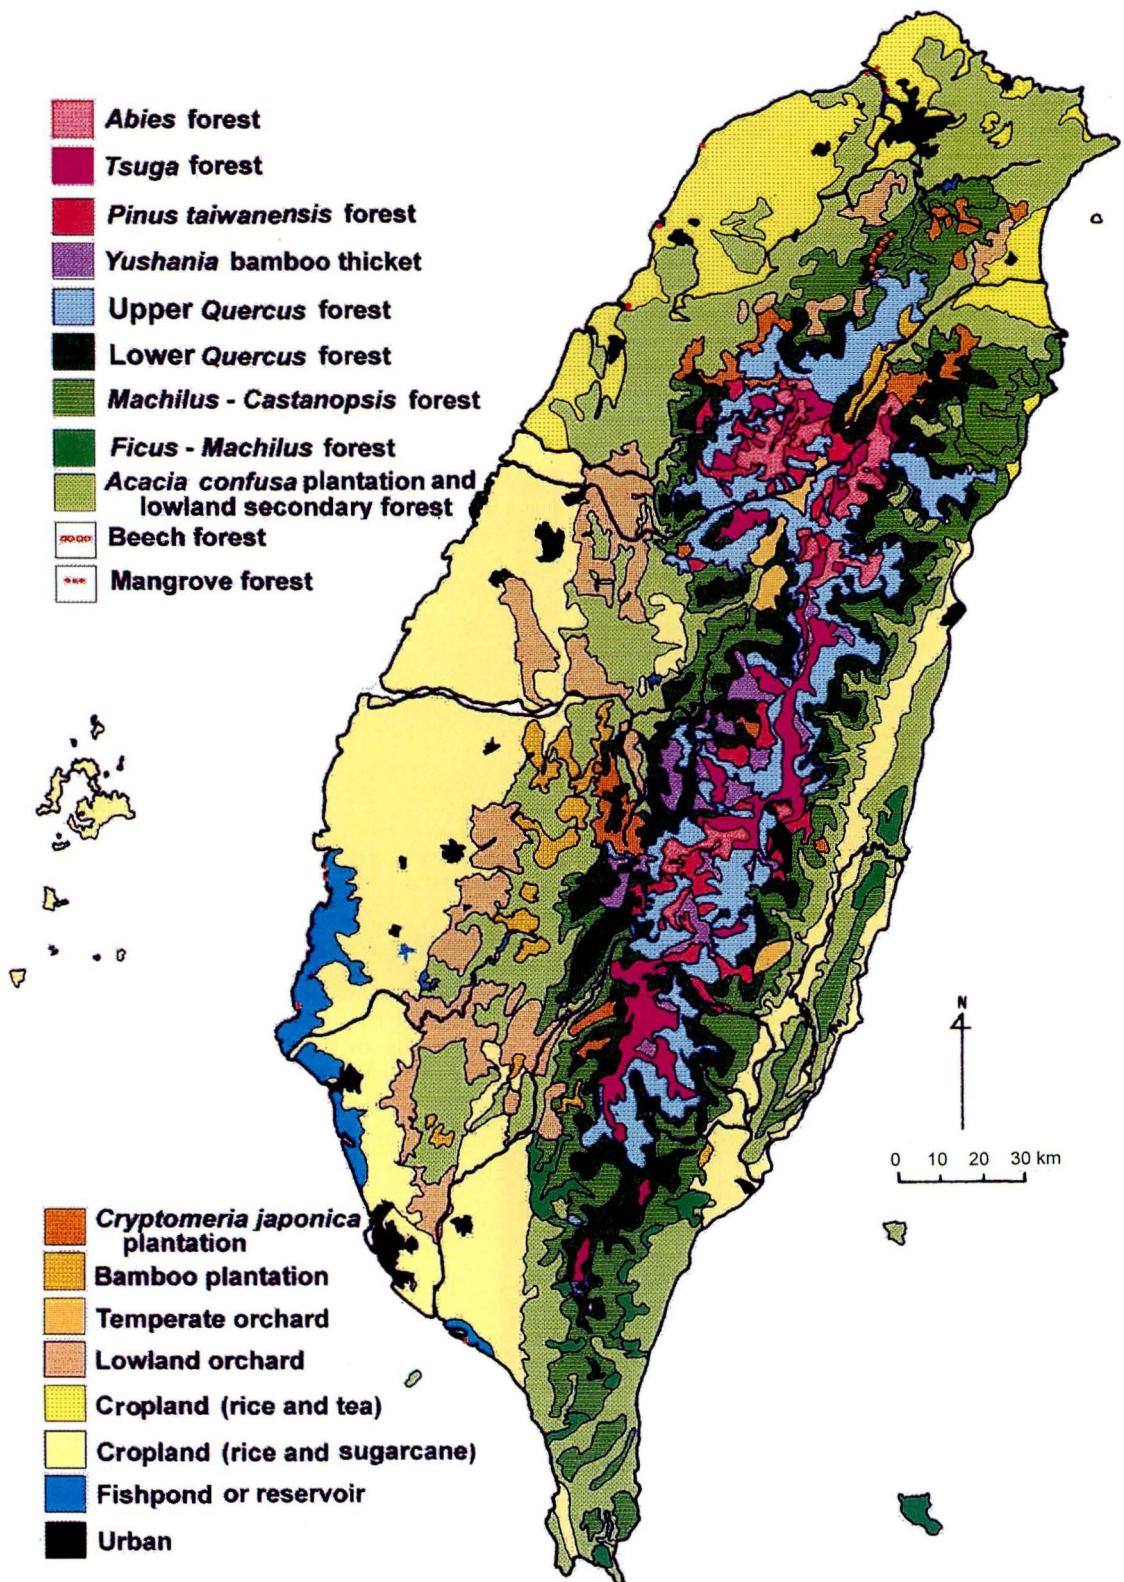 Abies forest
Tsuga forest
Pinus taiwanensis forest
Yushania bamboo thicket
Upper Quercus forest
Lower Quercus forest
Machilus - Castanopsis forest
Ficus - Machilus forest
Acacia confusa plantation and
lowland secondary forest
Beech forest
Mangrove forest
N
0 10 20 30 km
Cryptomeria japonica
plantation
Bamboo plantation
Temperate orchard
Lowland orchard
Cropland (rice and tea)
Cropland (rice and sugarcane)
Fishpond or reservoir
Urban